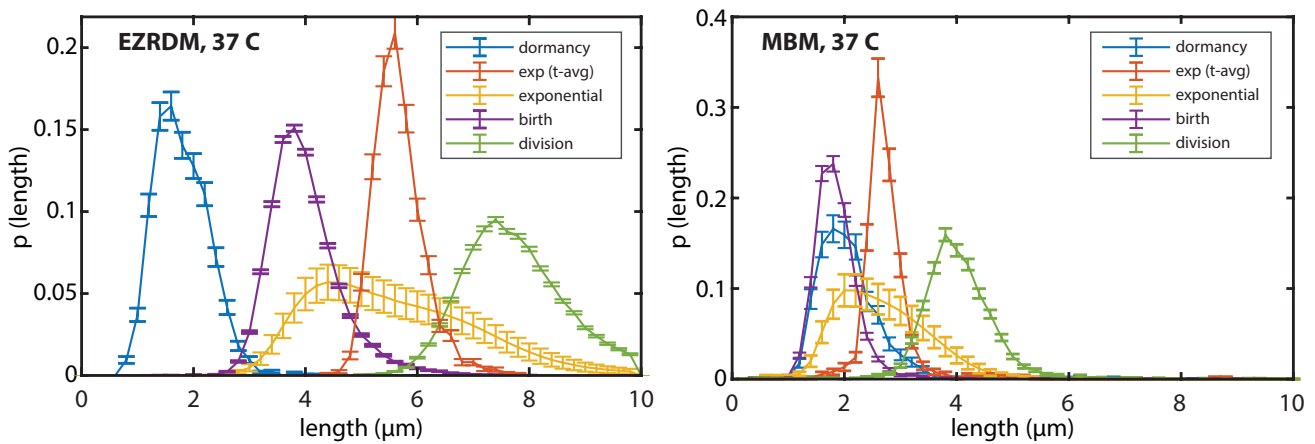 EZRDM, 37 C
dormancy
exp (t-avg)
exponential
birth
division
p (length)
0.2
0.15
0.1
0.05
0
0 2 4 6 8 10
length (µm)
MBM, 37 C
dormancy
exp (t-avg)
exponential
birth
division
p (length)
0.4
0.3
0.2
0.1
0
0 2 4 6 8 10
length (µm)